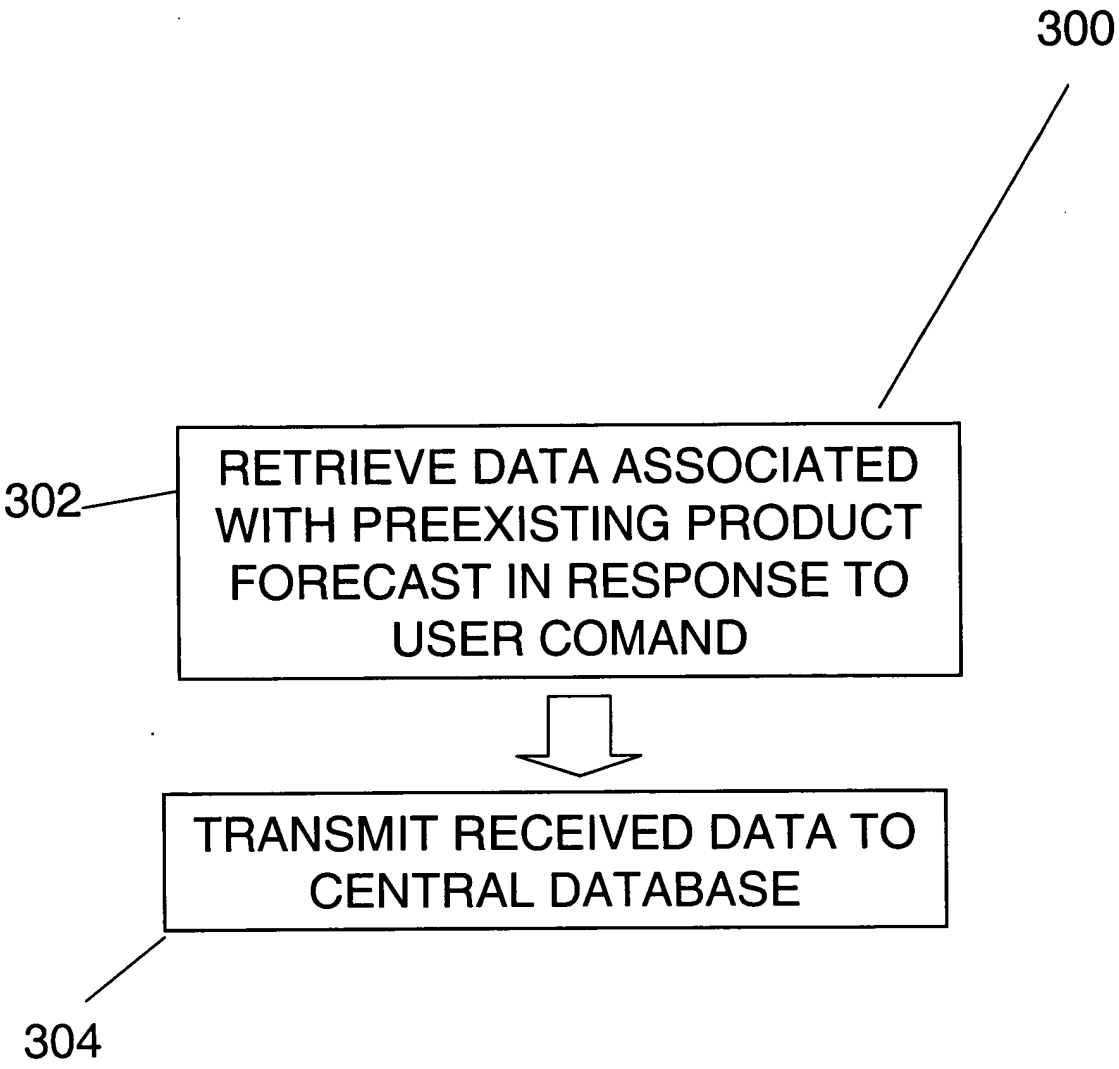 300
302
RETRIEVE DATA ASSOCIATED
WITH PREEXISTING PRODUCT
FORECAST IN RESPONSE TO
USER COMAND
TRANSMIT RECEIVED DATA TO
CENTRAL DATABASE
304